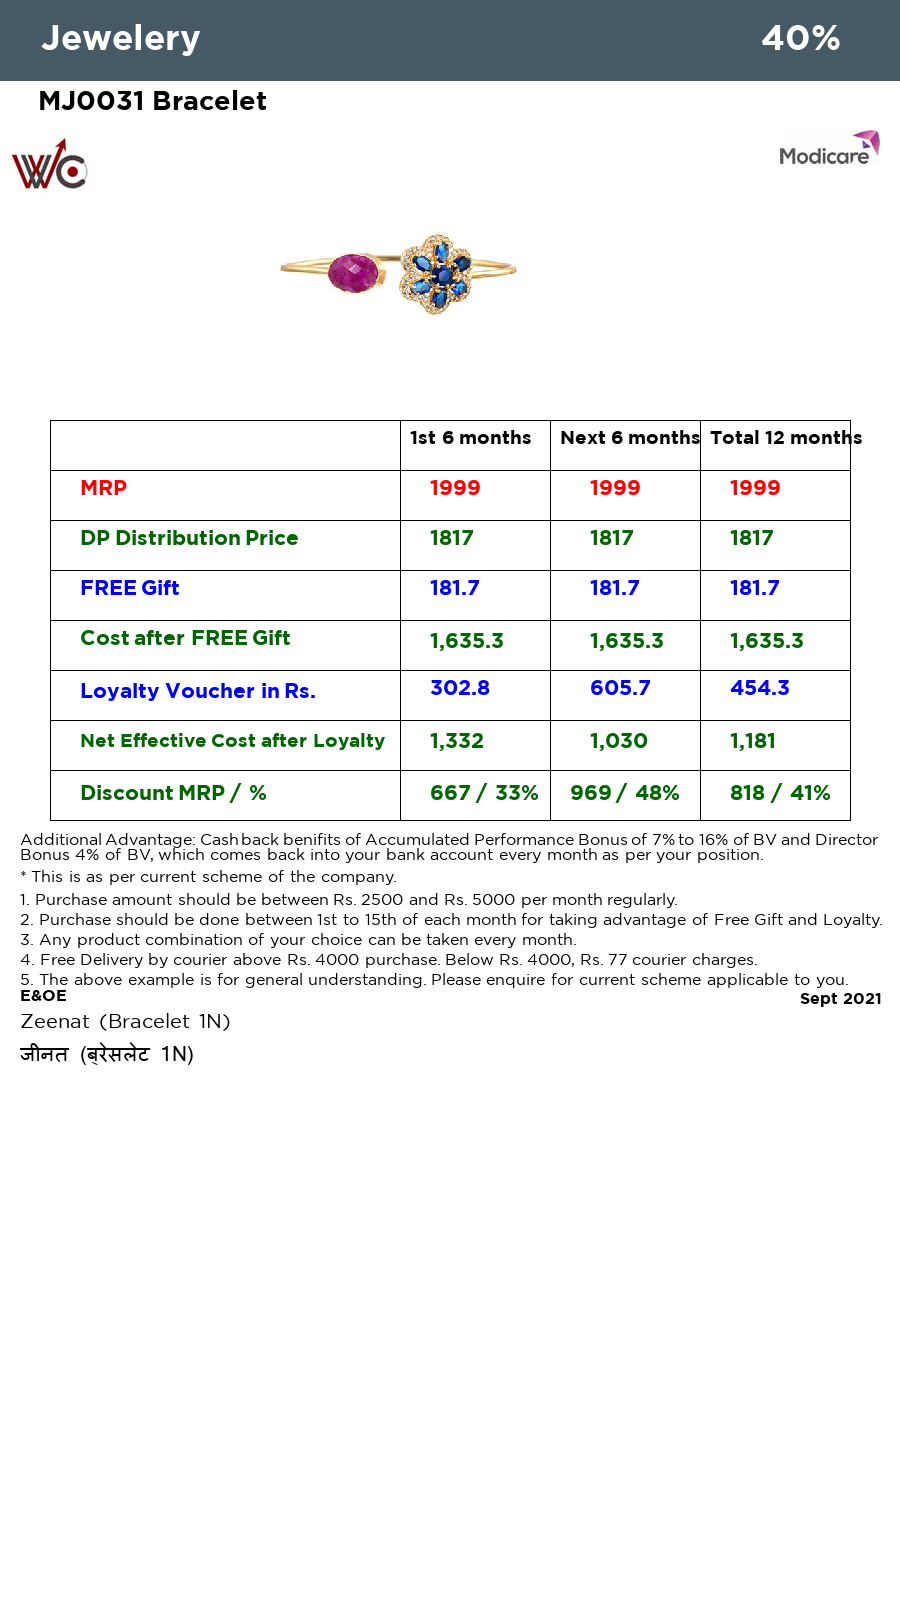 Jewelery 40%
MJ0031 Bracelet
WC
Modicare
1st 6 months Next 6 months Total 12 months
MRP 1999 1999 1999
DP Distribution Price 1817 1817 1817
FREE Gift 181.7 181.7 181.7
Cost after FREE Gift 1,635.3 1,635.3 1,635.3
Loyalty Voucher in Rs. 302.8 605.7 454.3
Net Effective Cost after Loyalty 1,332 1,030 1,181
Discount MRP / % 667 / 33% 969 / 48% 818 / 41%
Additional Advantage: Cashback benifits of Accumulated Performance Bonus of 7% to 16% of BV and Director
Bonus 4% of BV, which comes back into your bank account every month as per your position.
* This is as per current scheme of the company.
1. Purchase amount should be between Rs. 2500 and Rs. 5000 per month regularly.
2. Purchase should be done between 1st to 15th of each month for taking advantage of Free Gift and Loyalty.
3. Any product combination of your choice can be taken every month.
4. Free Delivery by courier above Rs. 4000 purchase. Below Rs. 4000, Rs. 77 courier charges.
5. The above example is for general understanding. Please enquire for current scheme applicable to you.
E&OE Sept 2021
Zeenat (Bracelet 1N)
जीनत (ब्रेसलेट 1N)